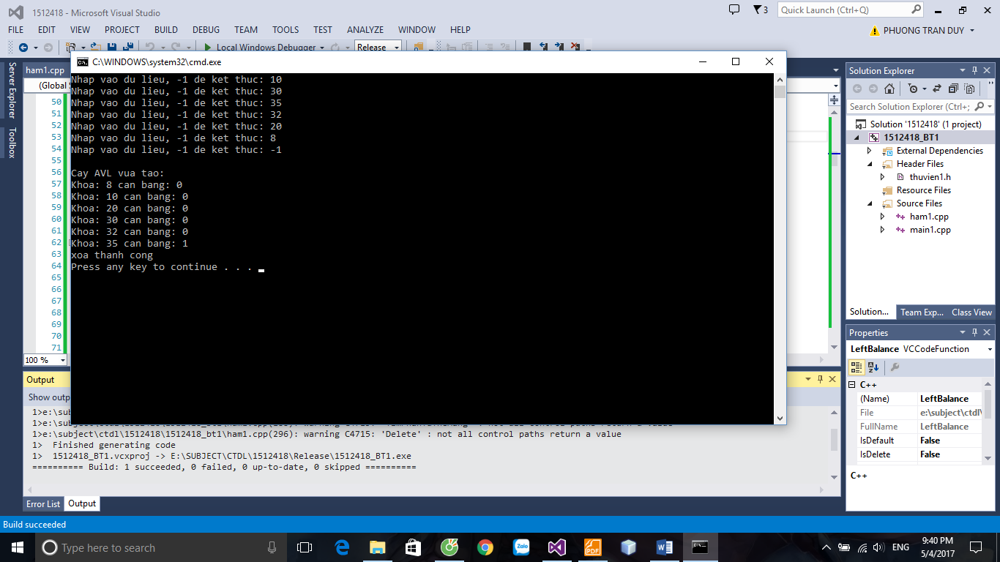 1512418 - Microsoft Visual Studio
3
Quick Launch (Ctrl+Q)
FILE EDIT VIEW PROJECT BUILD DEBUG TEAM TOOLS TEST ANALYZE WINDOW HELP
PHUONG TRAN DUY
Local Windows Debugger
Release
Server Explorer
Toolbox
ham1.cpp
(Global
C:\WINDOWS\system32\cmd.exe
Nhap vao du lieu, -1 de ket thuc: 10
Nhap vao du lieu, -1 de ket thuc: 30
Nhap vao du lieu, -1 de ket thuc: 35
Nhap vao du lieu, -1 de ket thuc: 32
Nhap vao du lieu, -1 de ket thuc: 20
Nhap vao du lieu, -1 de ket thuc: 8
Nhap vao du lieu, -1 de ket thuc: -1
Cay AVL vua tao:
Khoa: 8 can bang: 0
Khoa: 10 can bang: 0
Khoa: 20 can bang: 0
Khoa: 30 can bang: 0
Khoa: 32 can bang: 0
Khoa: 35 can bang: 1
xoa thanh cong
Press any key to continue . . .
50
51
52
53
54
55
56
57
58
59
60
61
62
63
64
65
66
67
68
69
70
71
100 %
Solution Explorer
Search Solution Explorer (Ctrl+;
Solution '1512418' (1 project)
1512418_BT1
External Dependencies
Header Files
thuvien1.h
Resource Files
Source Files
ham1.cpp
main1.cpp
Solution... Team Exp... Class View
Properties
LeftBalance VCCodeFunction
C++
(Name) LeftBalance
File e:\subject\ctdl\
FullName LeftBalance
IsDefault False
IsDelete False
C++
Output
Show outp
1>e:\sub
1>e:\subject\ctdl\1512418\1512418_bt1\ham1.cpp(296): warning C4715: 'Delete' : not all control paths return a value
1> Finished generating code
1> 1512418_BT1.vcxproj -> E:\SUBJECT\CTDL\1512418\Release\1512418_BT1.exe
========== Build: 1 succeeded, 0 failed, 0 up-to-date, 0 skipped ==========
Error List Output
Build succeeded
Type here to search
Zalo
PDF
ENG
9:40 PM
5/4/2017